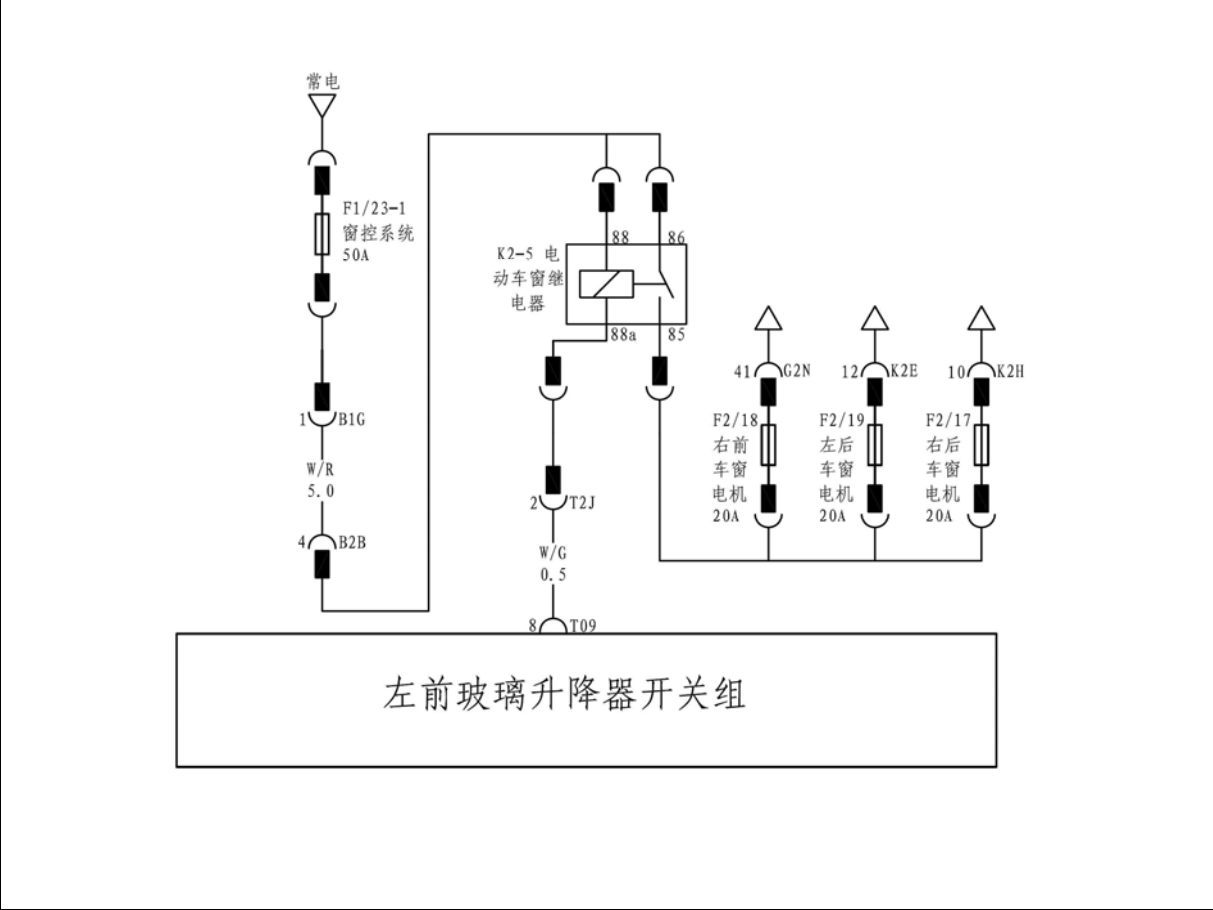 常电
F1/23-1
窗控系统
50A
1 B1G
W/R
5.0
4 B2B
88 86
K2-5 电
动车窗继
电器
88a 85
2 T2J
W/G
0.5
8 T09
41 G2N
F2/18
右前
车窗
电机
20A
12 K2E
F2/19
左后
车窗
电机
20A
10 K2H
F2/17
右后
车窗
电机
20A
左前玻璃升降器开关组